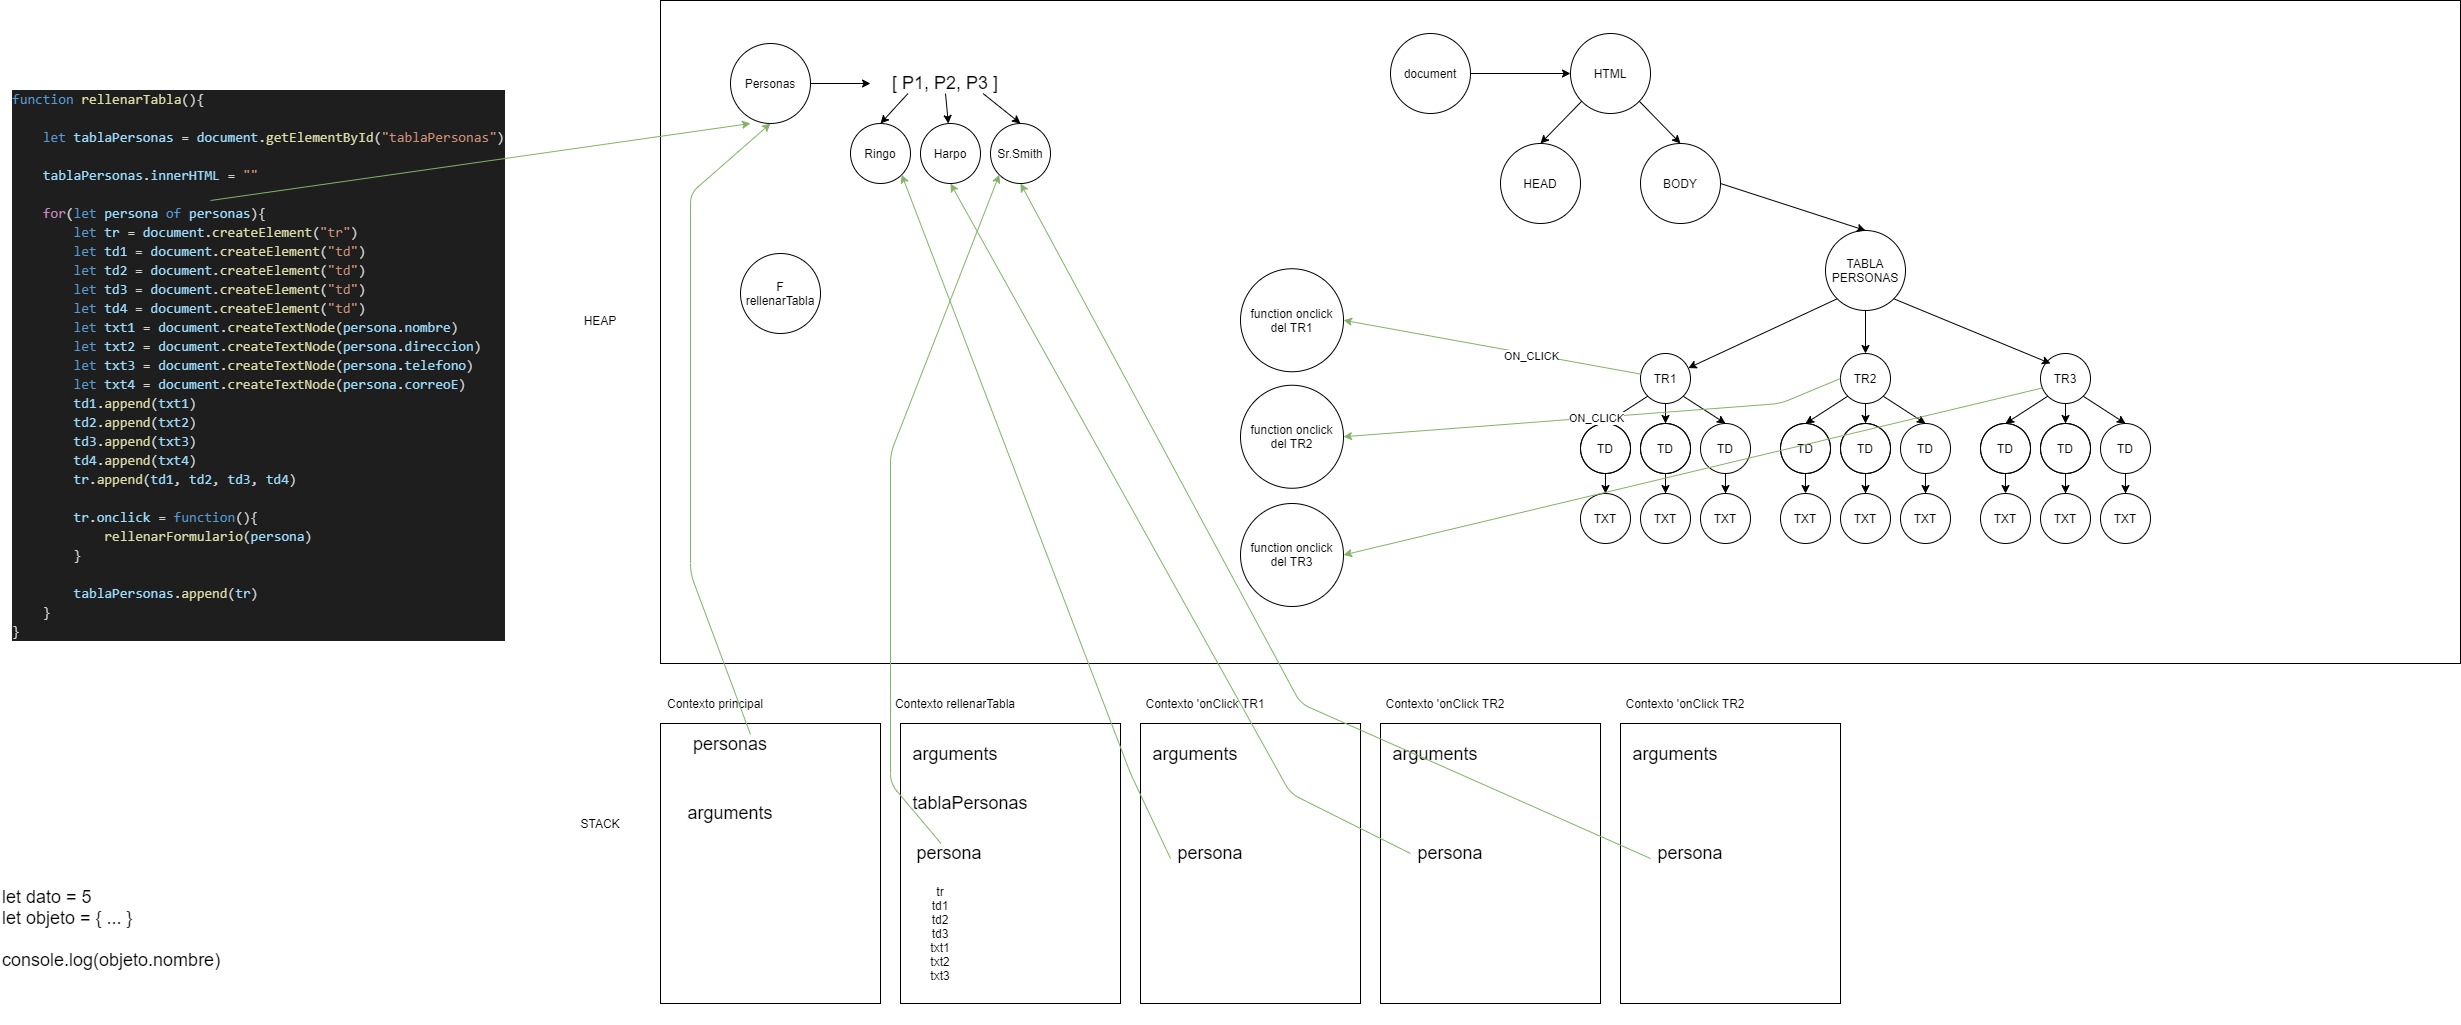 function rellenarTabla(){
let tablaPersonas = document.getElementById("tablaPersonas")
tablaPersonas.innerHTML = ""
for(let persona of personas){
let tr = document.createElement("tr")
let td1 = document.createElement("td")
let td2 = document.createElement("td")
let td3 = document.createElement("td")
let td4 = document.createElement("td")
let txt1 = document.createTextNode(persona.nombre)
let txt2 = document.createTextNode(persona.direccion)
let txt3 = document.createTextNode(persona.telefono)
let txt4 = document.createTextNode(persona.correoE)
td1.append(txt1)
td2.append(txt2)
td3.append(txt3)
td4.append(txt4)
tr.append(td1, td2, td3, td4)
tr.onclick = function(){
rellenarFormulario(persona)
}
tablaPersonas.append(tr)
}
}
let dato = 5
let objeto = { ... }
console.log(objeto.nombre)
HEAP
Personas
[ P1, P2, P3 ]
Ringo
Harpo
Sr.Smith
F
rellenarTabla
document
HTML
HEAD
BODY
TABLA
PERSONAS
function onclick
del TR1
function onclick
del TR2
function onclick
del TR3
ON_CLICK
ON_CLICK
TR1
TR2
TR3
TD
TD
TD
TD
TD
TD
TD
TD
TD
TXT
TXT
TXT
TXT
TXT
TXT
TXT
TXT
TXT
STACK
Contexto principal
personas
arguments
Contexto rellenarTabla
arguments
tablaPersonas
persona
tr
td1
td2
td3
txt1
txt2
txt3
Contexto 'onClick TR1
arguments
persona
Contexto 'onClick TR2
arguments
persona
Contexto 'onClick TR2
arguments
persona